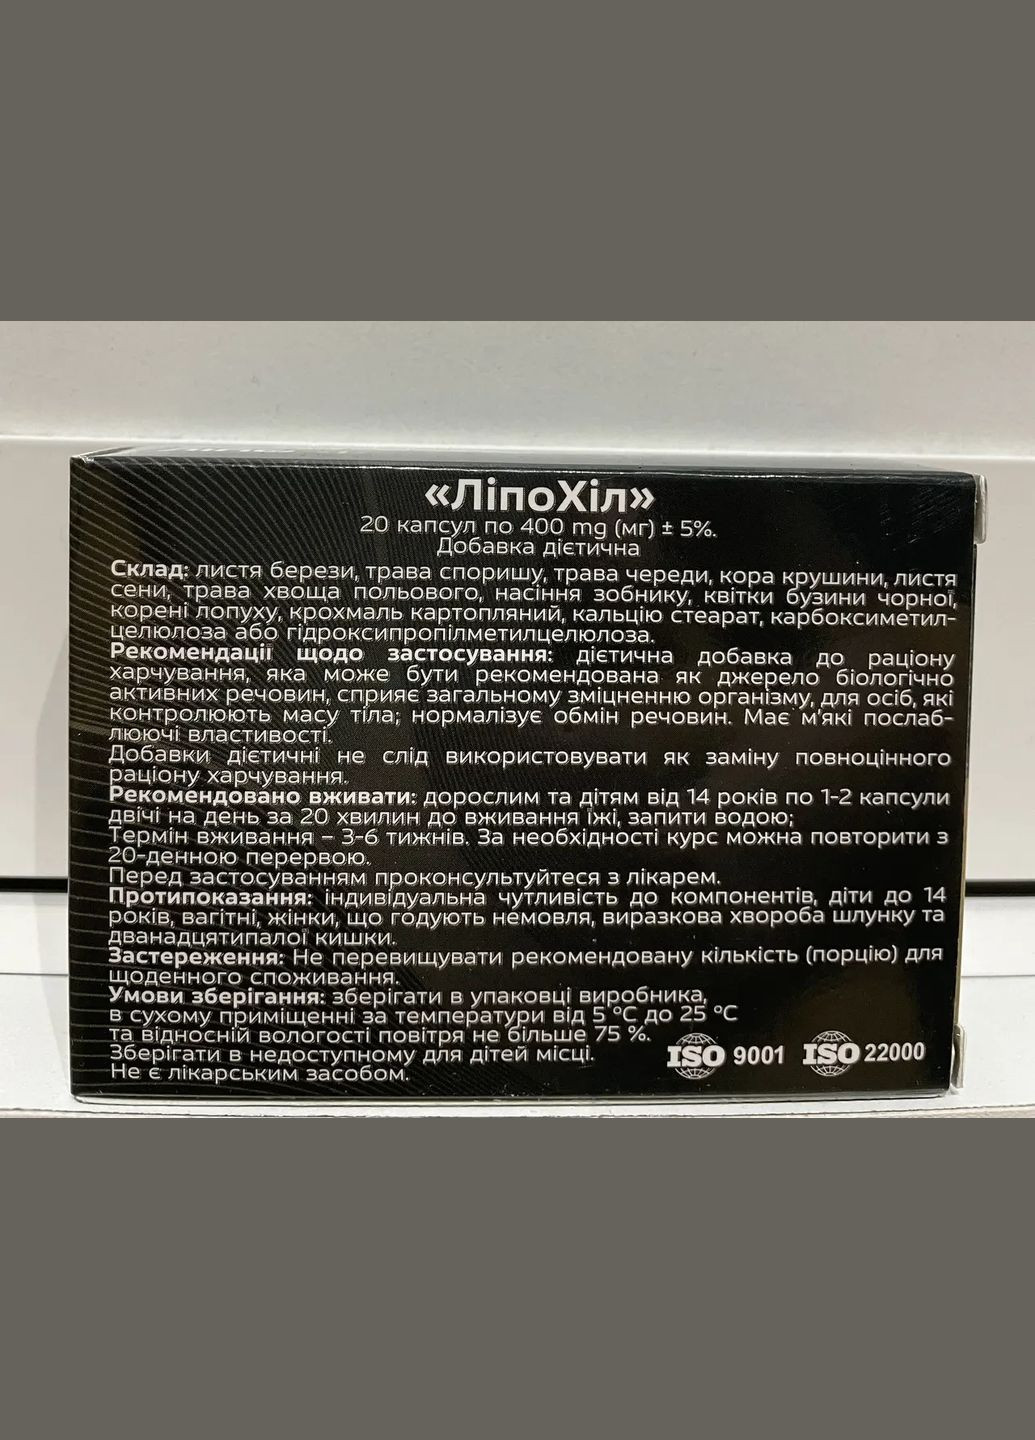 «ЛіпоХіл»
20 капсул по 400 mg (мг) ± 5%.
Добавка дієтична
Склад: листя берези, трава споришу, трава череди, кора крушини, листя
сени, трава хвоща польового, насіння зобнику, квітки бузини чорної,
корені лопуху, крохмаль картопляний, кальцію стеарат, карбоксиметил-
целюлоза або гідроксипропілметилцелюлоза.
Рекомендації щодо застосування: дієтична добавка до раціону
харчування, яка може бути рекомендована як джерело біологічно
активних речовин, сприяє загальному зміцненню організму, для осіб, які
контролюють масу тіла; нормалізує обмін речовин. Має м'які послаб-
люючі властивості.
Добавки дієтичні не слід використовувати як заміну повноцінного
раціону харчування.
Рекомендовано вживати: дорослим та дітям від 14 років по 1-2 капсули
двічі на день за 20 хвилин до вживання їжі, запити водою;
Термін вживання – 3-6 тижнів. За необхідності курс можна повторити з
20-денною перервою.
Перед застосуванням проконсультуйтеся з лікарем.
Протипоказання: індивідуальна чутливість до компонентів, діти до 14
років, вагітні, жінки, що годують немовля, виразкова хвороба шлунку та
дванадцятипалої кишки.
Застереження: Не перевищувати рекомендовану кількість (порцію) для
щоденного споживання.
Умови зберігання: зберігати в упаковці виробника,
в сухому приміщенні за температури від 5 °C до 25 °C
та відносній вологості повітря не більше 75 %.
Зберігати в недоступному для дітей місці.
Не є лікарським засобом.
ISO 9001 ISO 22000